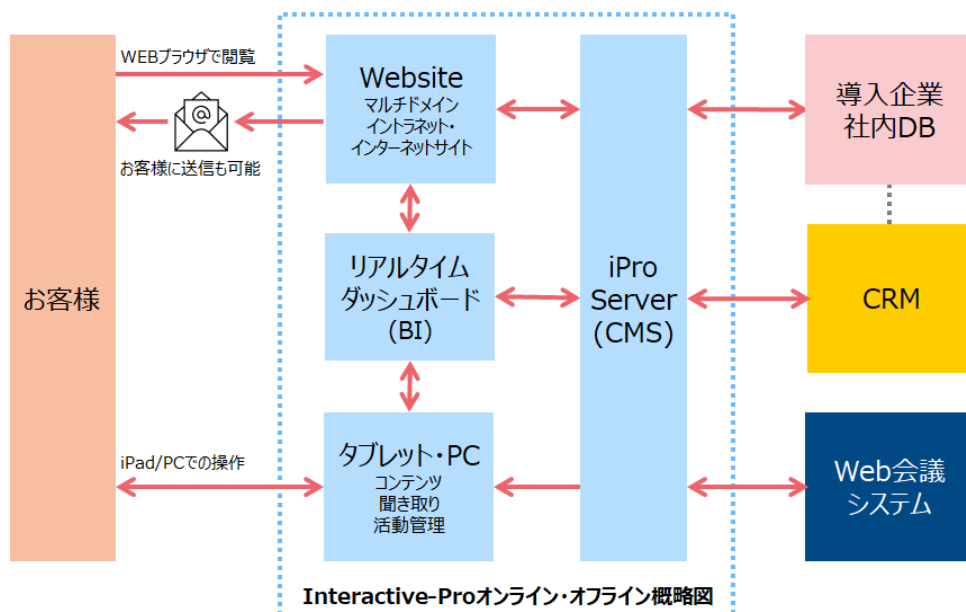 WEBブラウザで閲覧
@
お客様に送信も可能
お客様
iPad/PCでの操作
Website
マルチドメイン
イントラネット・
インターネットサイト
リアルタイム
ダッシュボード
(BI)
タブレット・PC
コンテンツ
聞き取り
活動管理
iPro
Server
(CMS)
導入企業
社内DB
CRM
Web会議
システム
Interactive-Proオンライン・オフライン概略図